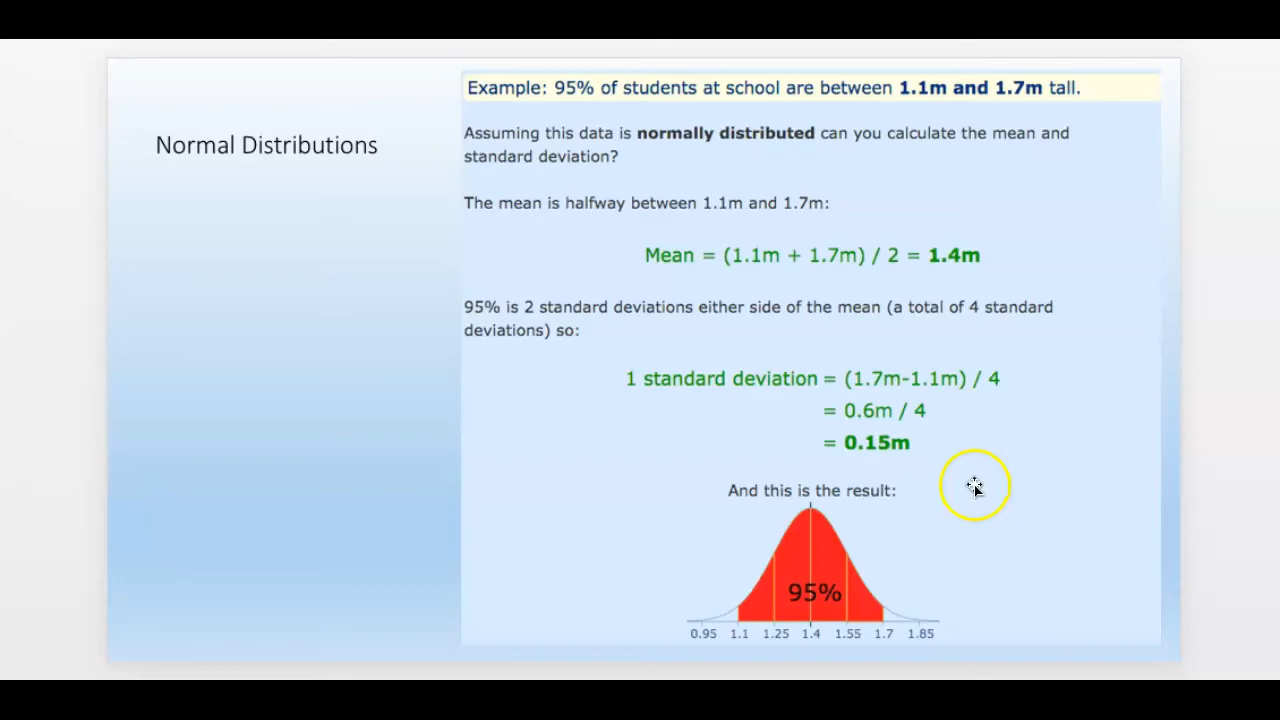 Normal Distributions
Example: 95% of students at school are between 1.1m and 1.7m tall.
Assuming this data is normally distributed can you calculate the mean and
standard deviation?
The mean is halfway between 1.1m and 1.7m:
Mean = (1.1m + 1.7m) / 2 = 1.4m
95% is 2 standard deviations either side of the mean (a total of 4 standard
deviations) so:
1 standard deviation = (1.7m-1.1m) / 4
= 0.6m / 4
= 0.15m
And this is the result:
95%
0.95 1.1 1.25 1.4 1.55 1.7 1.85